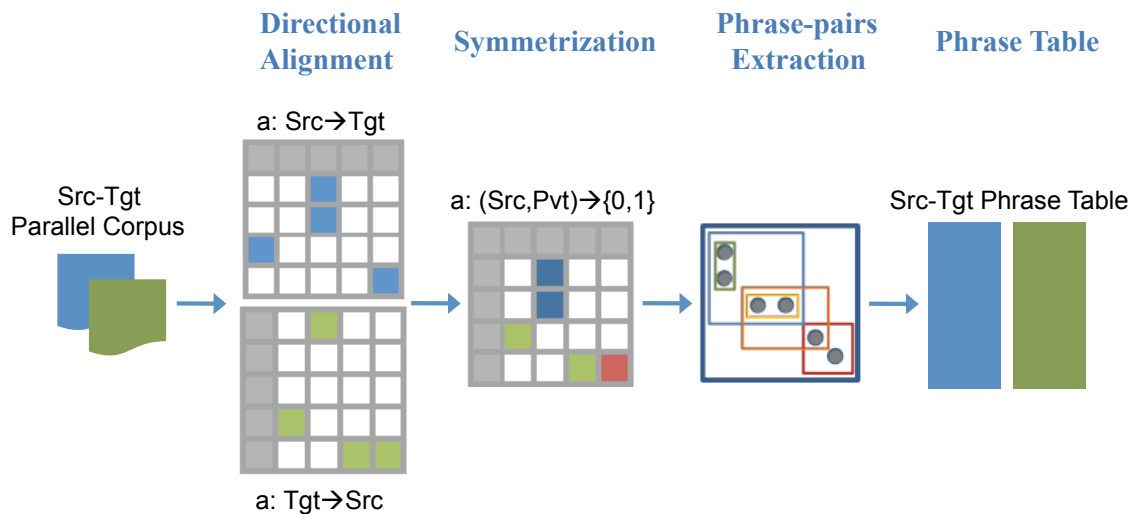 Directional
Alignment
Symmetrization
Phrase-pairs
Extraction
Phrase Table
a: Src→Tgt
Src-Tgt
Parallel Corpus
a: (Src,Pvt)→{0,1}
Src-Tgt Phrase Table
a: Tgt→Src